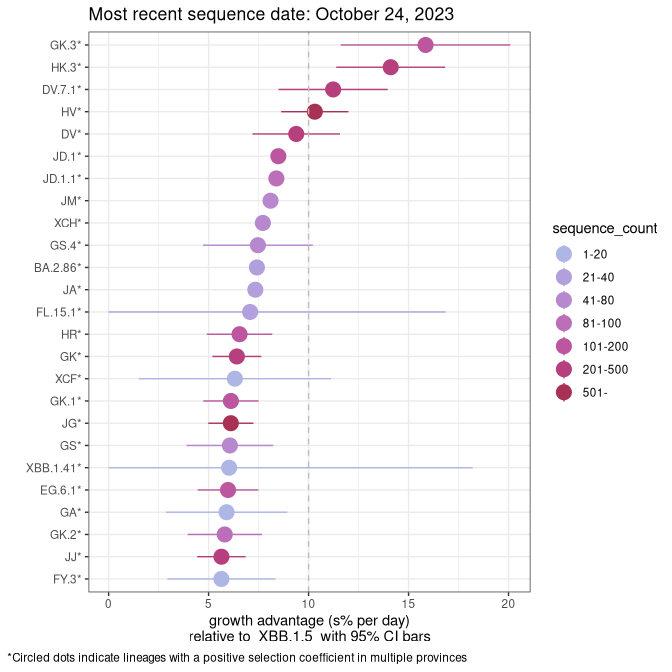 Most recent sequence date: October 24, 2023
GK.3*
HK.3*
DV.7.1*
HV*
DV*
JD.1*
JD.1.1*
JM*
XCH*
GS.4*
BA.2.86*
JA*
FL.15.1*
HR*
GK*
XCF*
GK.1*
JG*
GS*
XBB.1.41*
EG.6.1*
GA*
GK.2*
JJ*
FY.3*
0 5 10 15 20
growth advantage (s% per day)
relative to XBB.1.5 with 95% CI bars
sequence_count
1-20
21-40
41-80
81-100
101-200
201-500
501-
*Circled dots indicate lineages with a positive selection coefficient in multiple provinces